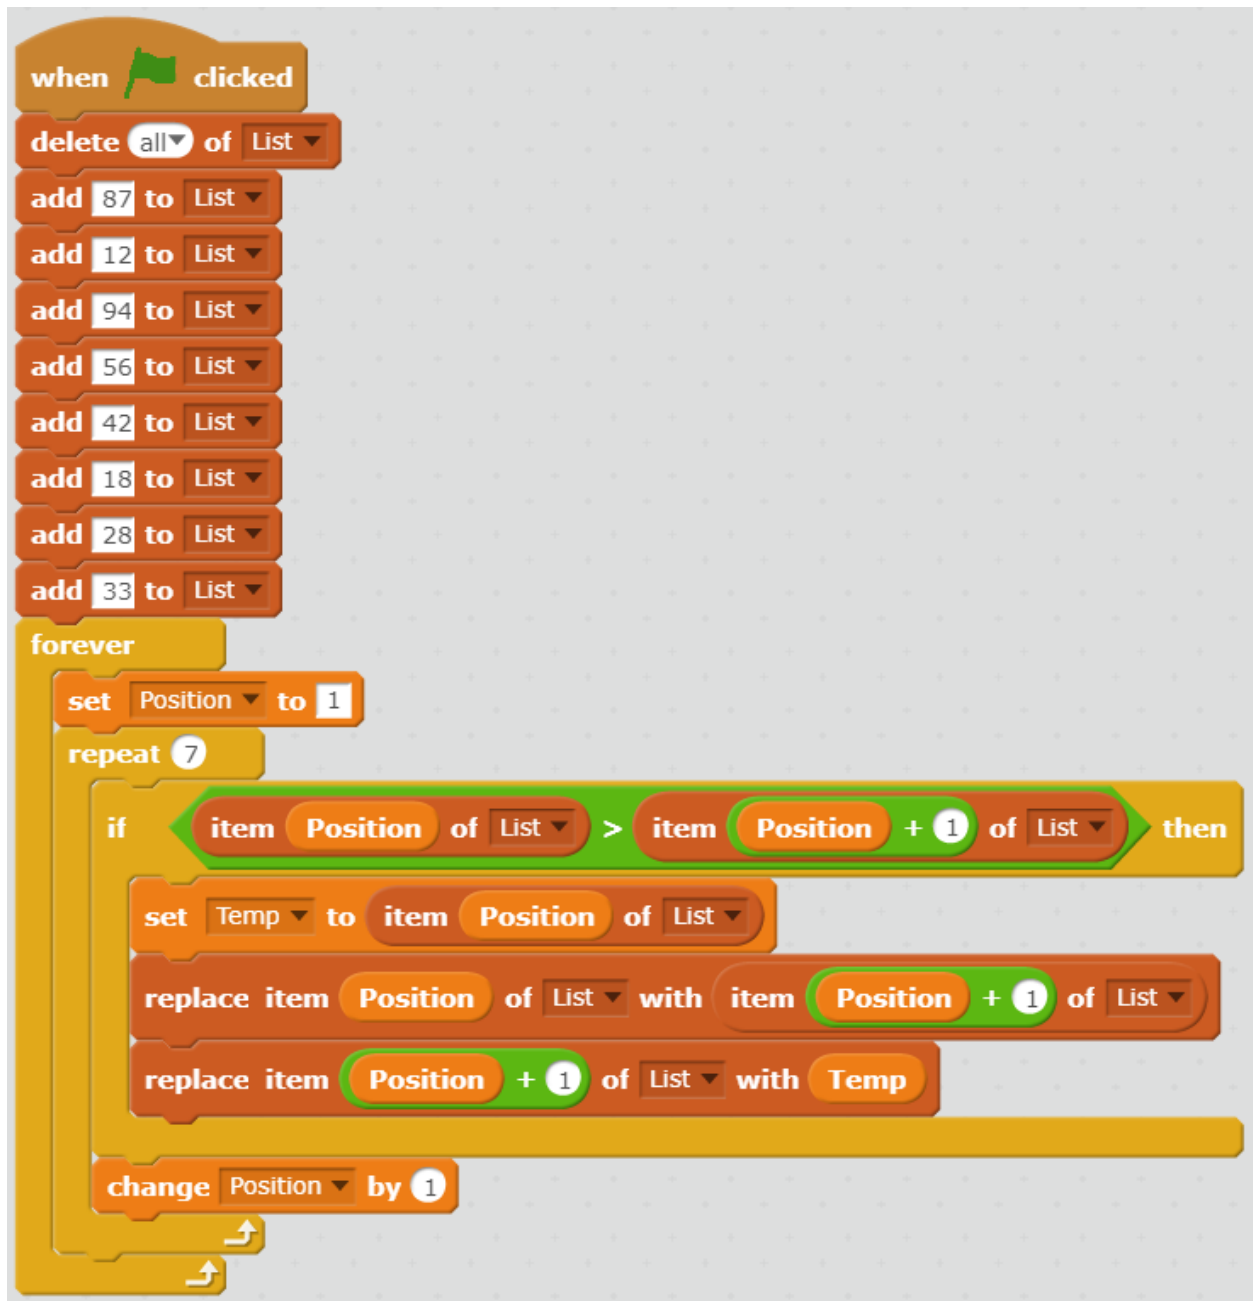 when clicked
delete all of List
add 87 to List
add 12 to List
add 94 to List
add 56 to List
add 42 to List
add 18 to List
add 28 to List
add 33 to List
forever
set Position to 1
repeat 7
if item Position of List > item Position + 1 of List then
set Temp to item Position of List
replace item Position of List with item Position + 1 of List
replace item Position + 1 of List with Temp
change Position by 1